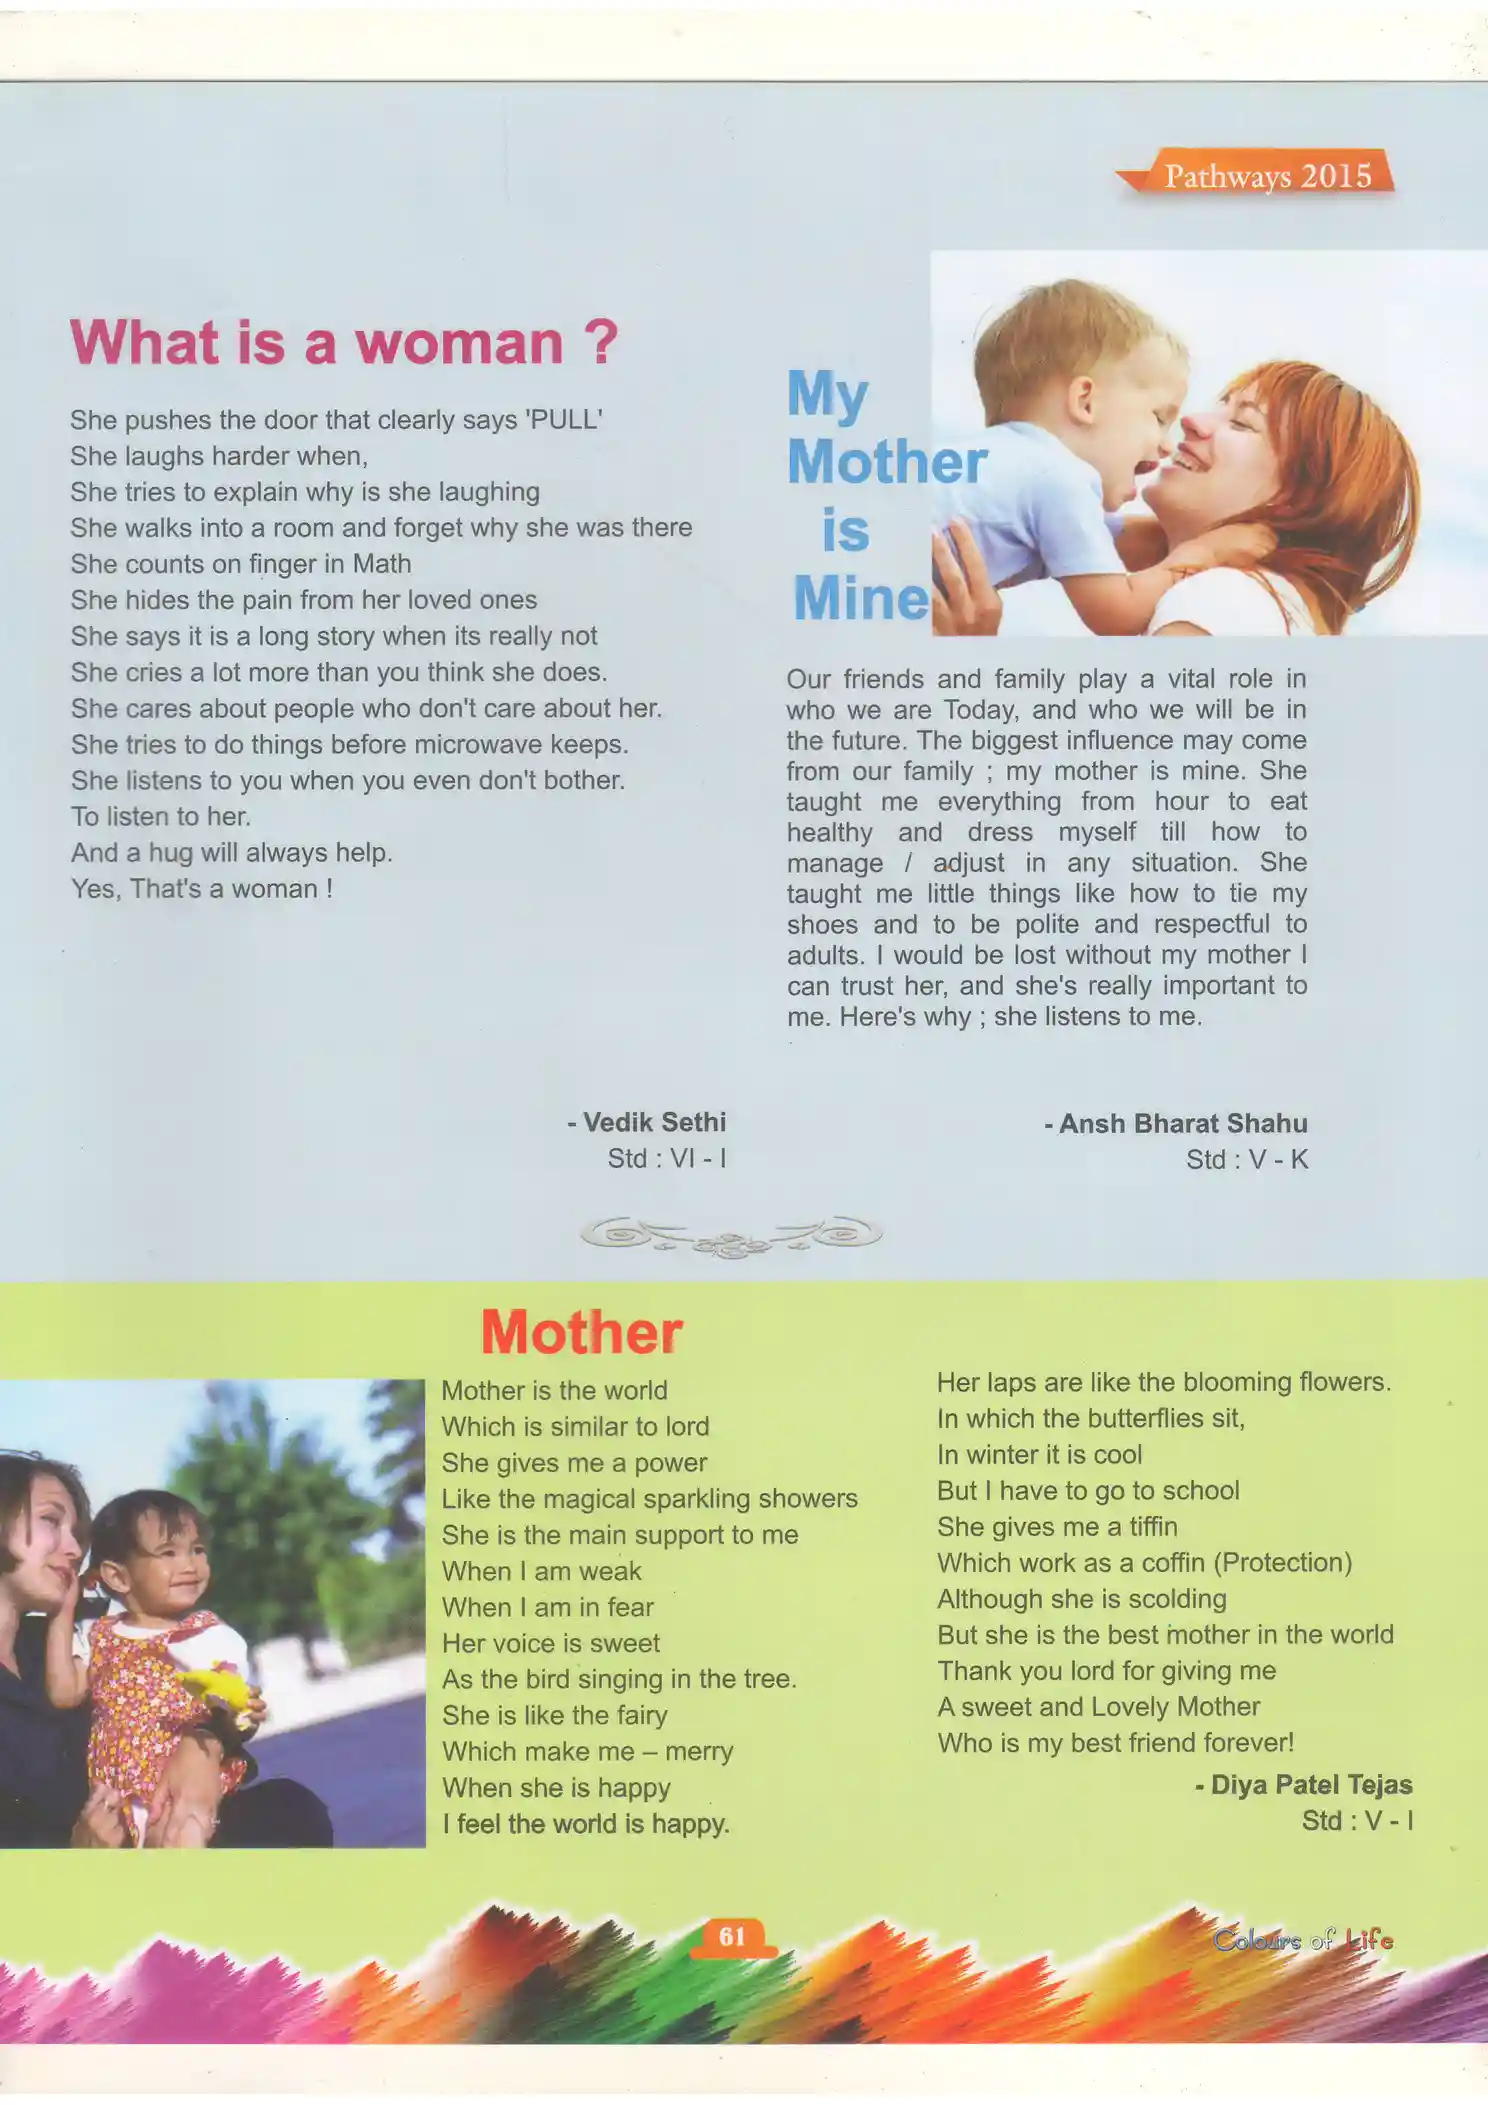 Pathways 2015
What is a woman ?
She pushes the door that clearly says 'PULL'
She laughs harder when,
She tries to explain why is she laughing
She walks into a room and forget why she was there
She counts on finger in Math
She hides the pain from her loved ones
She says it is a long story when its really not
She cries a lot more than you think she does.
She cares about people who don't care about her.
She tries to do things before microwave keeps.
She listens to you when you even don't bother.
To listen to her.
And a hug will always help.
Yes, That's a woman !
- Vedik Sethi
Std : VI - I
My
Mother
is
Mine
Our friends and family play a vital role in
who we are Today, and who we will be in
the future. The biggest influence may come
from our family ; my mother is mine. She
taught me everything from hour to eat
healthy and dress myself till how to
manage / adjust in any situation. She
taught me little things like how to tie my
shoes and to be polite and respectful to
adults. I would be lost without my mother I
can trust her, and she's really important to
me. Here's why ; she listens to me.
- Ansh Bharat Shahu
Std : V - K
Mother
Mother is the world
Which is similar to lord
She gives me a power
Like the magical sparkling showers
She is the main support to me
When I am weak
When I am in fear
Her voice is sweet
As the bird singing in the tree.
She is like the fairy
Which make me – merry
When she is happy
I feel the world is happy.
Her laps are like the blooming flowers.
In which the butterflies sit,
In winter it is cool
But I have to go to school
She gives me a tiffin
Which work as a coffin (Protection)
Although she is scolding
But she is the best mother in the world
Thank you lord for giving me
A sweet and Lovely Mother
Who is my best friend forever!
- Diya Patel Tejas
Std : V - I
61
Colours of Life